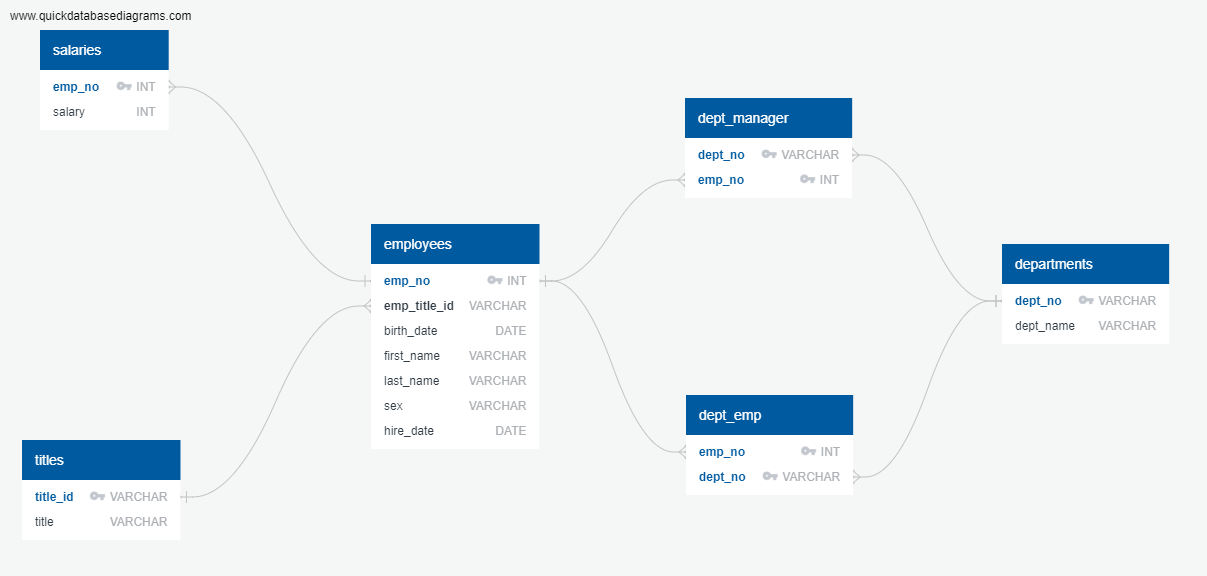 www.quickdatabasediagrams.com
salaries
emp_no INT
salary INT
dept_manager
dept_no VARCHAR
emp_no INT
employees
emp_no INT
emp_title_id VARCHAR
birth_date DATE
first_name VARCHAR
last_name VARCHAR
sex VARCHAR
hire_date DATE
departments
dept_no VARCHAR
dept_name VARCHAR
dept_emp
emp_no INT
dept_no VARCHAR
titles
title_id VARCHAR
title VARCHAR